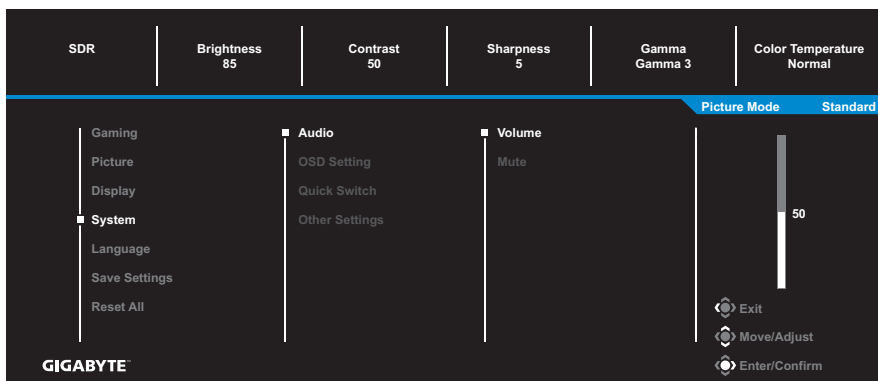 SDR
Brightness
85
Contrast
50
Sharpness
5
Gamma
Gamma 3
Color Temperature
Normal
Picture Mode Standard
Gaming
Picture
Display
System
Language
Save Settings
Reset All
Audio
OSD Setting
Quick Switch
Other Settings
Volume
Mute
50
Exit
Move/Adjust
Enter/Confirm
GIGABYTE™